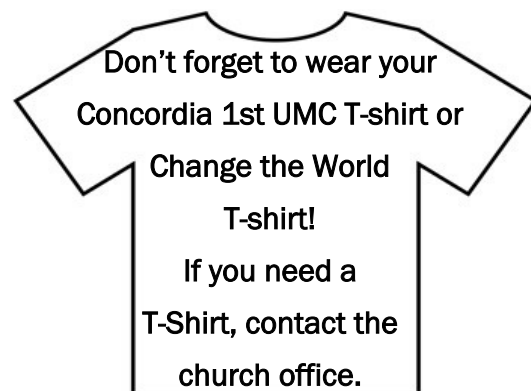 Don’t forget to wear your
Concordia 1st UMC T-shirt or
Change the World
T-shirt!
If you need a
T-Shirt, contact the
church office.